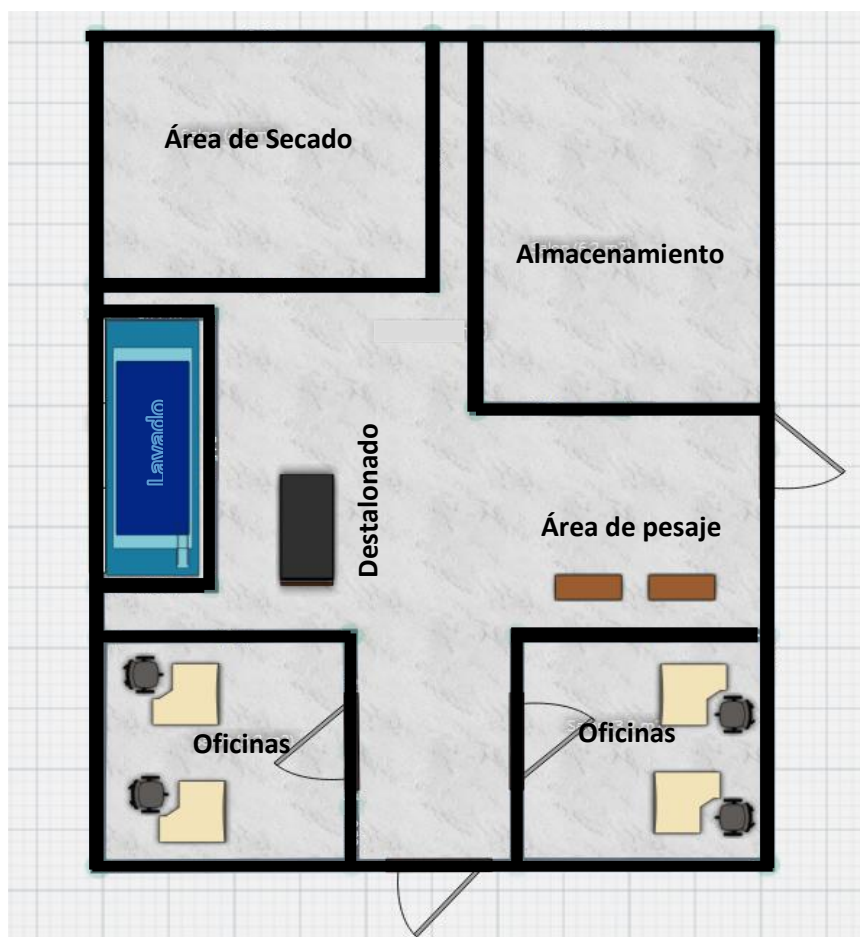 Área de Secado
Almacenamiento
Lavado
Destalonado
Área de pesaje
Oficinas
Oficinas